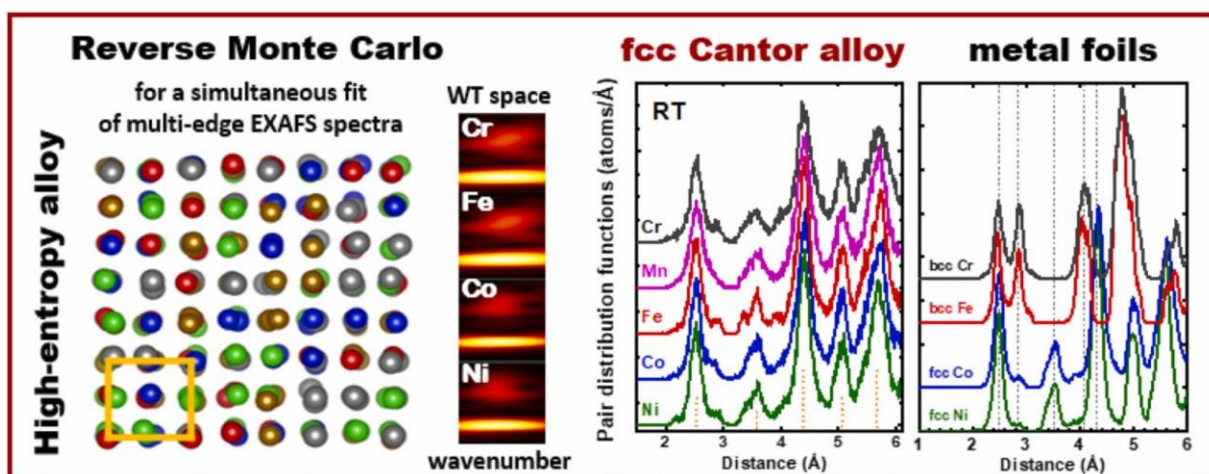 Reverse Monte Carlo
for a simultaneous fit
of multi-edge EXAFS spectra
High-entropy alloy
WT space
Cr
Fe
Co
Ni
wavenumber
fcc Cantor alloy
Pair distribution functions (atoms/Å)
RT
Cr
Mn
Fe
Co
Ni
2 3 4 5 6
Distance (Å)
metal foils
bcc Cr
bcc Fe
fcc Co
fcc Ni
1 2 3 4 5 6
Distance (Å)